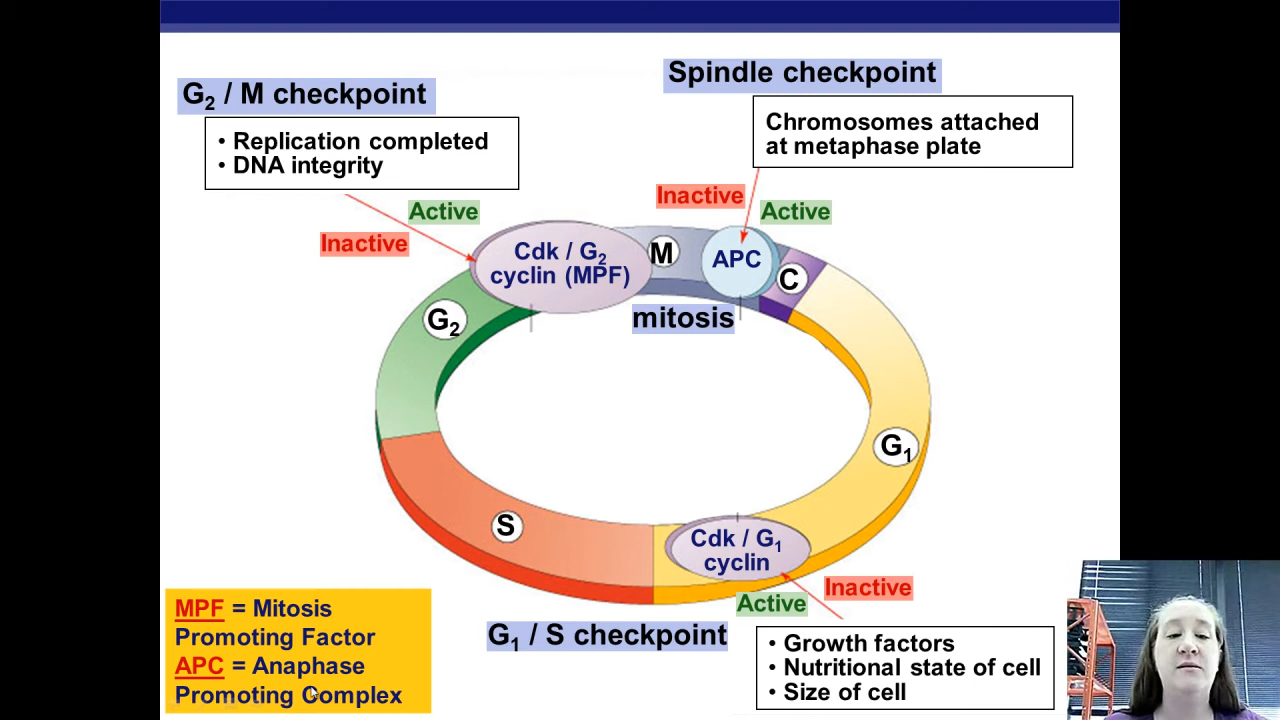 G₂ / M checkpoint
Spindle checkpoint
• Replication completed
• DNA integrity
Chromosomes attached
at metaphase plate
Inactive
Active
Active
Inactive
Cdk / G₂
cyclin (MPF)
M
APC
C
mitosis
G₂
G₁
S
Cdk / G₁
cyclin
Inactive
Active
G₁ / S checkpoint
• Growth factors
• Nutritional state of cell
• Size of cell
MPF = Mitosis
Promoting Factor
APC = Anaphase
Promoting Complex